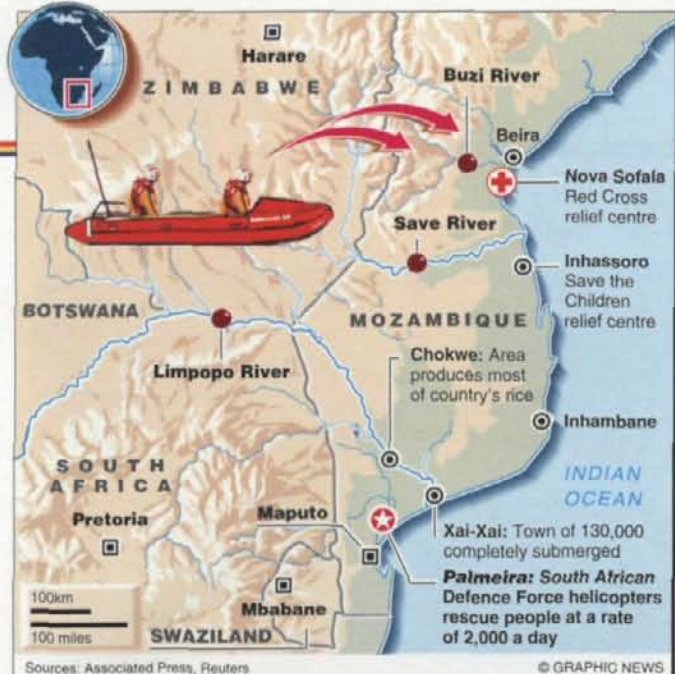 Harare
ZIMBABWE
Buzi River
Beira
Nova Sofala
Red Cross
relief centre
Save River
Inhassoro
Save the
Children
relief centre
BOTSWANA
MOZAMBIQUE
Limpopo River
Chokwe: Area
produces most
of country's rice
Inhambane
SOUTH
AFRICA
INDIAN
OCEAN
Pretoria
Maputo
Xai-Xai: Town of 130,000
completely submerged
Palmeira: South African
Defence Force helicopters
rescue people at a rate
of 2,000 a day
100km
100 miles
Mbabane
SWAZILAND
Sources: Associated Press, Reuters
© GRAPHIC NEWS